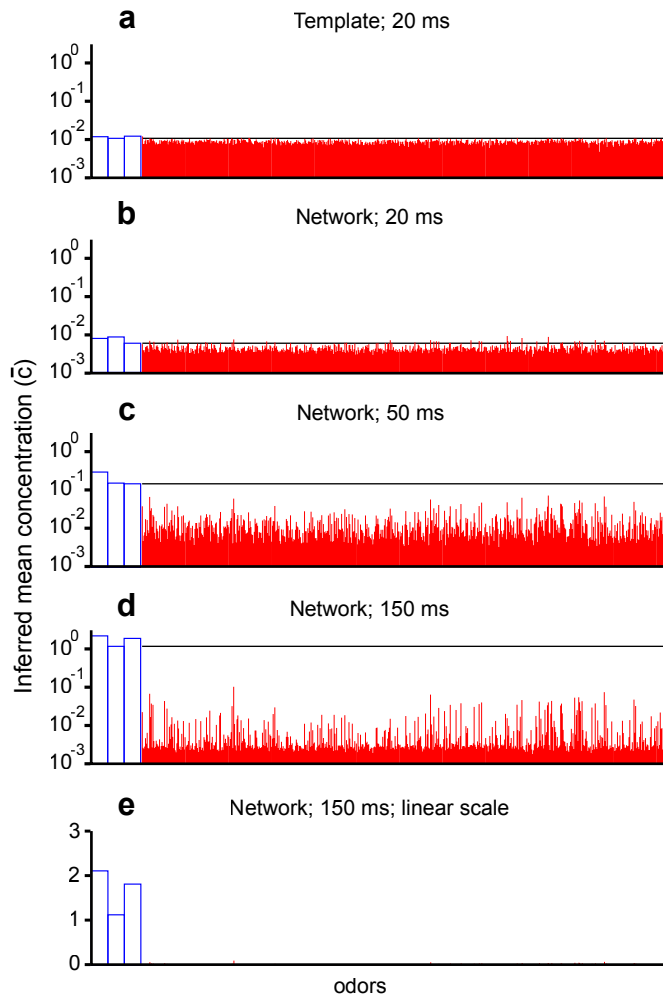 a Template; 20 ms
10^0
10^-1
10^-2
10^-3
b Network; 20 ms
10^0
10^-1
10^-2
10^-3
c Network; 50 ms
10^0
10^-1
10^-2
10^-3
d Network; 150 ms
10^0
10^-1
10^-2
10^-3
e Network; 150 ms; linear scale
3
2
1
0
odors
Inferred mean concentration (c̄)